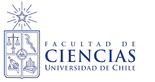 FACULTAD DE
CIENCIAS
UNIVERSIDAD DE CHILE